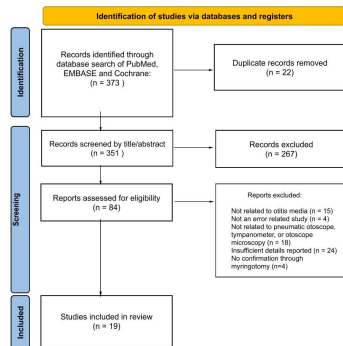 Identification of studies via databases and registers
Identification
Records identified through
database search of PubMed,
EMBASE and Cochrane:
(n = 373 )
Duplicate records removed
(n = 22)
Screening
Records screened by title/abstract
(n = 351 )
Records excluded
(n = 267)
Reports assessed for eligibility
(n = 84)
Reports excluded:
Not related to otitis media (n = 15)
Not an error related study (n = 4)
Not related to pneumatic otoscope,
tympanometer, or otoscope
microscopy (n = 18)
Insufficient details reported (n = 24)
No confirmation through
myringotomy (n=4)
Included
Studies included in review
(n = 19)